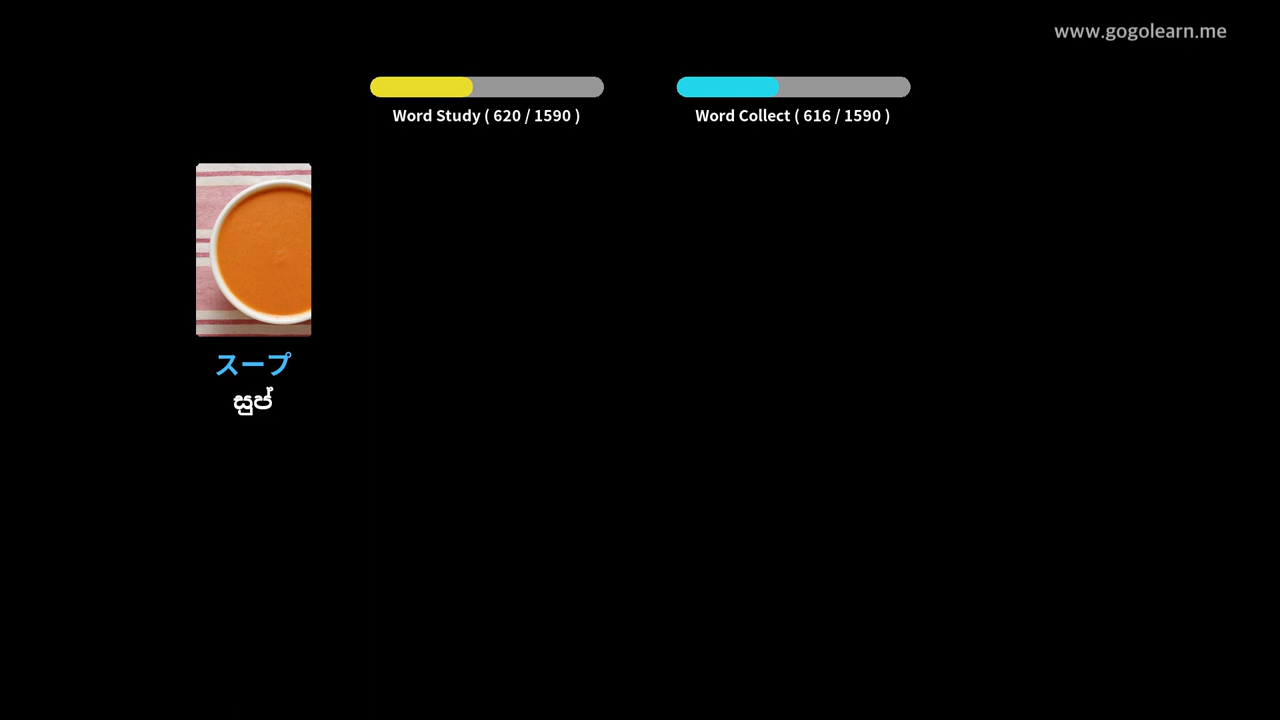 www.gogolearn.me
Word Study ( 620 / 1590 )
Word Collect ( 616 / 1590 )
スープ
සුප්